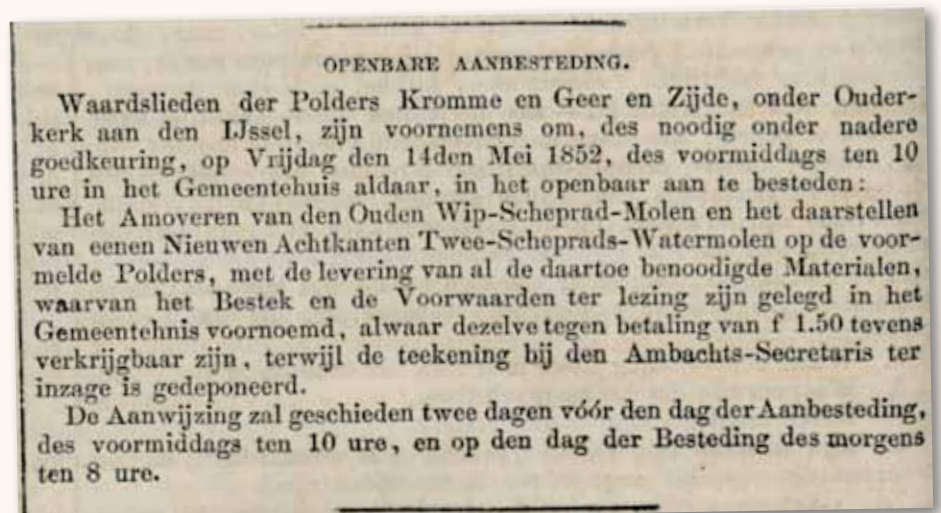 OPENBARE AANBESTEDING.
Waardslieden der Polders Kromme en Geer en Zijde, onder Ouder-
kerk aan den IJssel, zijn voornemens om, des noodig onder nadere
goedkeuring, op Vrijdag den 14den Mei 1852, des voormiddags ten 10
ure in het Gemeentehuis aldaar, in het openbaar aan te besteden:
Het Amoveren van den Ouden Wip-Scheprad-Molen en het daarstellen
van eenen Nieuwen Achtkanten Twee-Scheprads-Watermolen op de voor-
melde Polders, met de levering van al de daartoe benoodigde Materialen,
waarvan het Bestek en de Voorwaarden ter lezing zijn gelegd in het
Gemeentehnis voornoemd, alwaar dezelve tegen betaling van f 1.50 tevens
verkrijgbaar zijn, terwijl de teekening bij den Ambachts-Secretaris ter
inzage is gedeponeerd.
De Aanwijzing zal geschieden twee dagen vóór den dag der Aanbesteding,
des voormiddags ten 10 ure, en op den dag der Besteding des morgens
ten 8 ure.